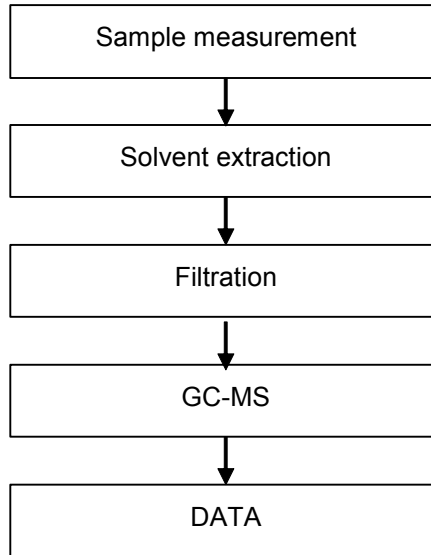 Sample measurement
Solvent extraction
Filtration
GC-MS
DATA